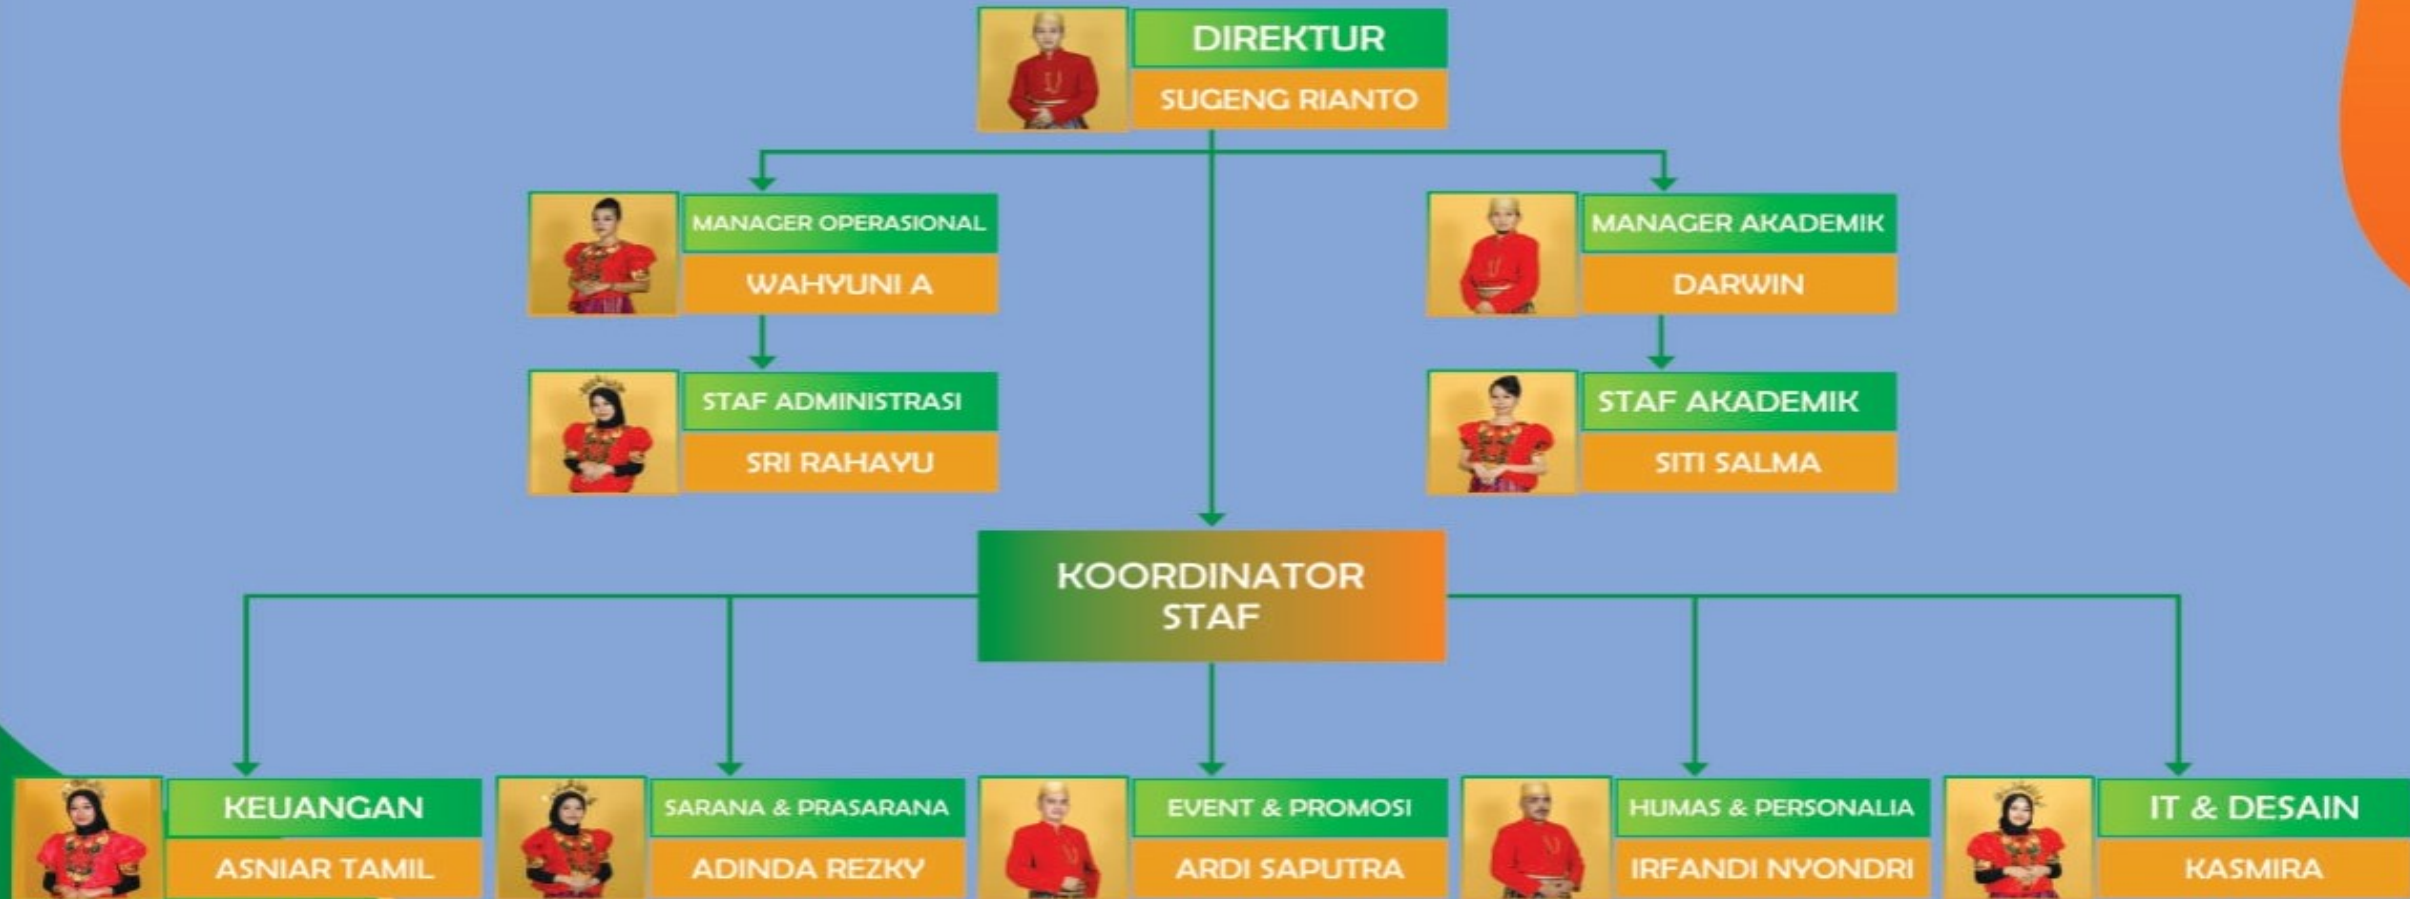 DIREKTUR
SUGENG RIANTO
MANAGER OPERASIONAL
WAHYUNI A
MANAGER AKADEMIK
DARWIN
STAF ADMINISTRASI
SRI RAHAYU
STAF AKADEMIK
SITI SALMA
KOORDINATOR
STAF
KEUANGAN
ASNIAR TAMIL
SARANA & PRASARANA
ADINDA REZKY
EVENT & PROMOSI
ARDI SAPUTRA
HUMAS & PERSONALIA
IRFANDI NYONDRI
IT & DESAIN
KASMIRA